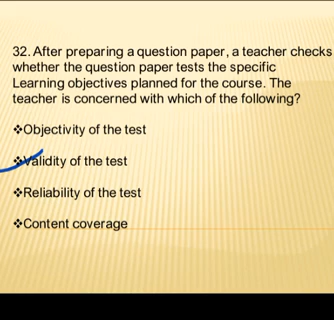 32. After preparing a question paper, a teacher checks
whether the question paper tests the specific
Learning objectives planned for the course. The
teacher is concerned with which of the following?
❖Objectivity of the test
❖Validity of the test
❖Reliability of the test
❖Content coverage